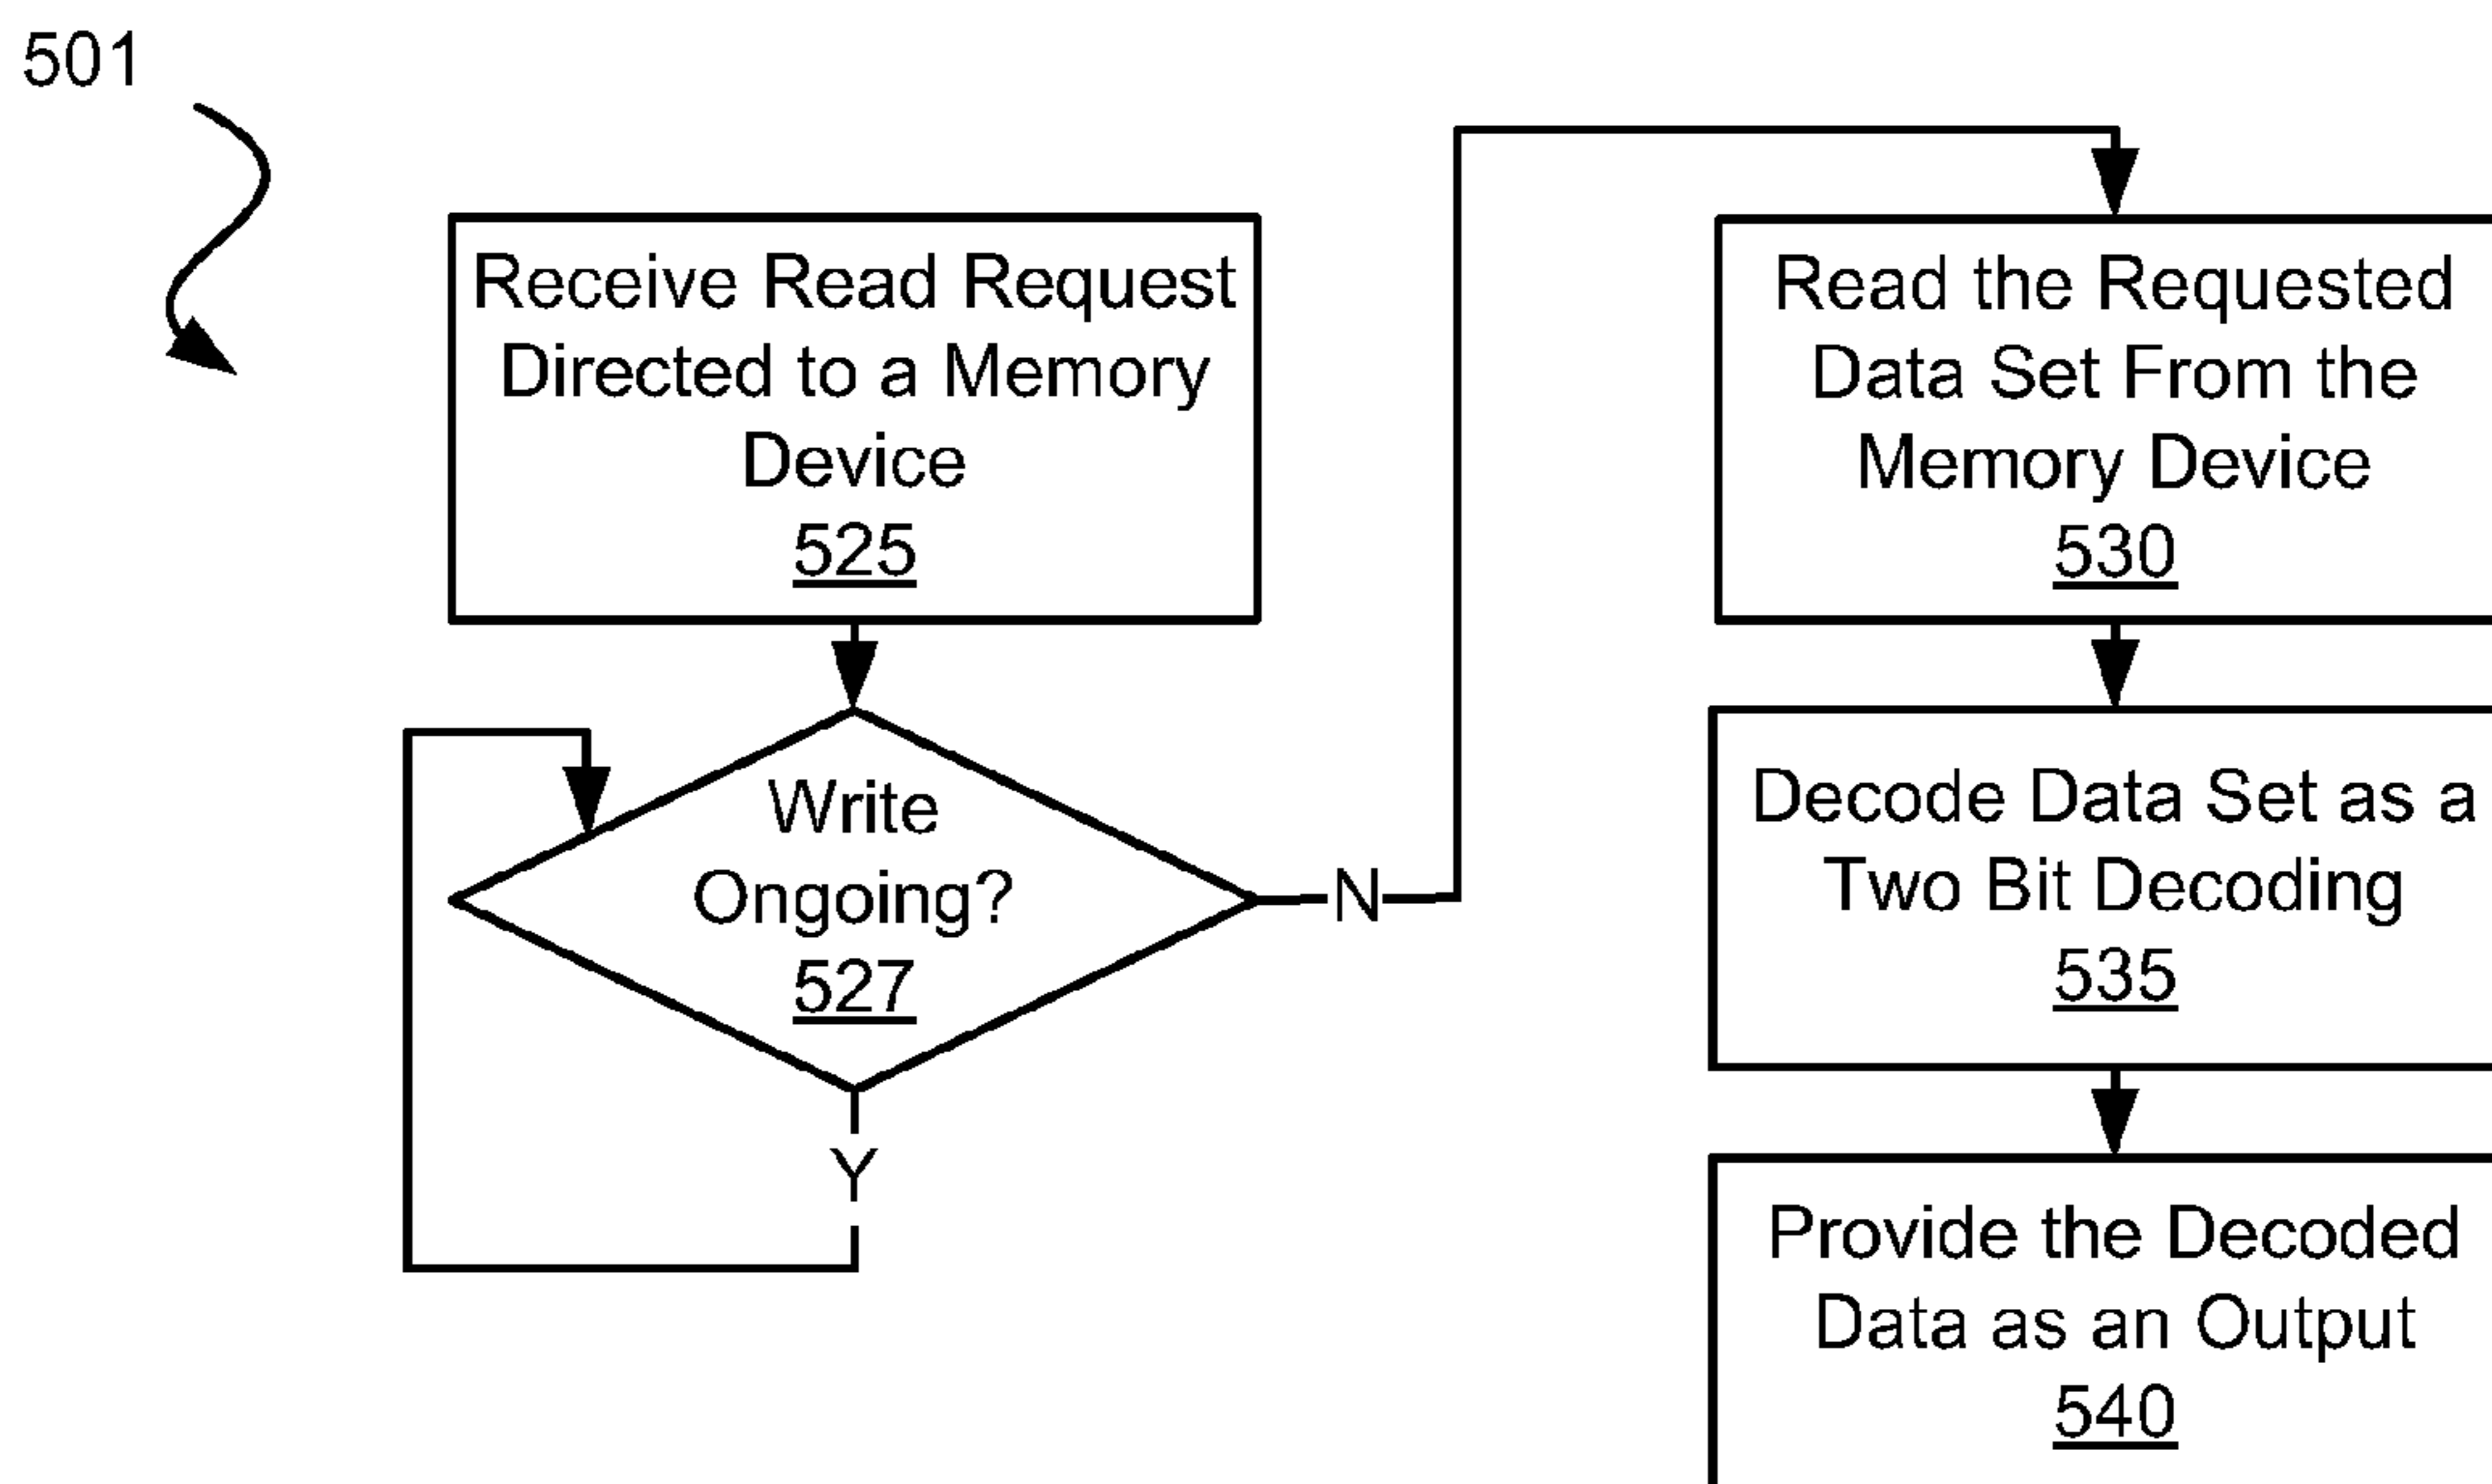 501
Receive Read Request
Directed to a Memory
Device
525
Write
Ongoing?
527
N
Y
Read the Requested
Data Set From the
Memory Device
530
Decode Data Set as a
Two Bit Decoding
535
Provide the Decoded
Data as an Output
540